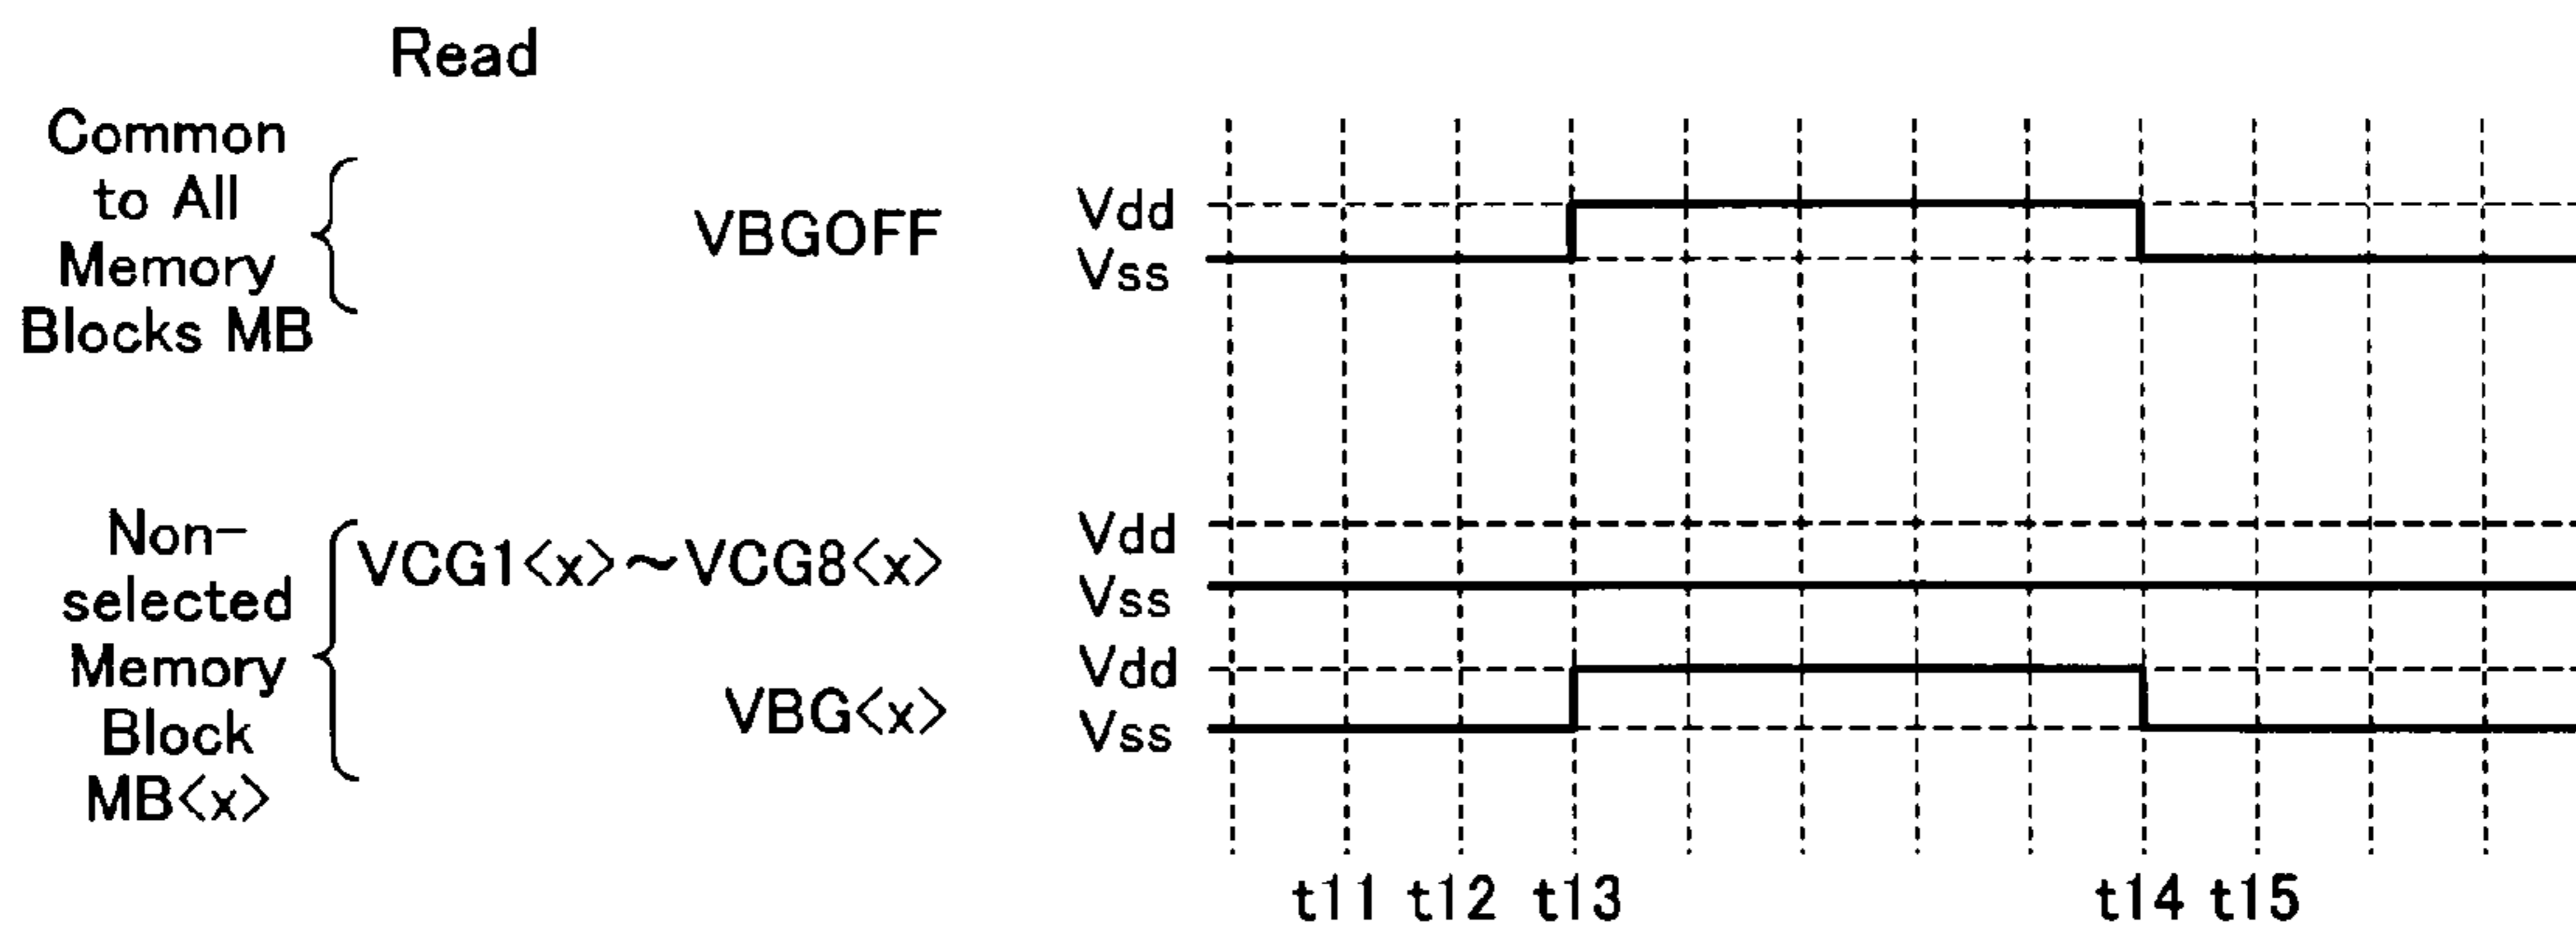 Read
Common
to All
Memory
Blocks MB
VBGOFF
Vdd
Vss
Non-
selected
Memory
Block
MB<x>
VCG1<x>~VCG8<x>
Vdd
Vss
VBG<x>
Vdd
Vss
t11 t12 t13 t14 t15